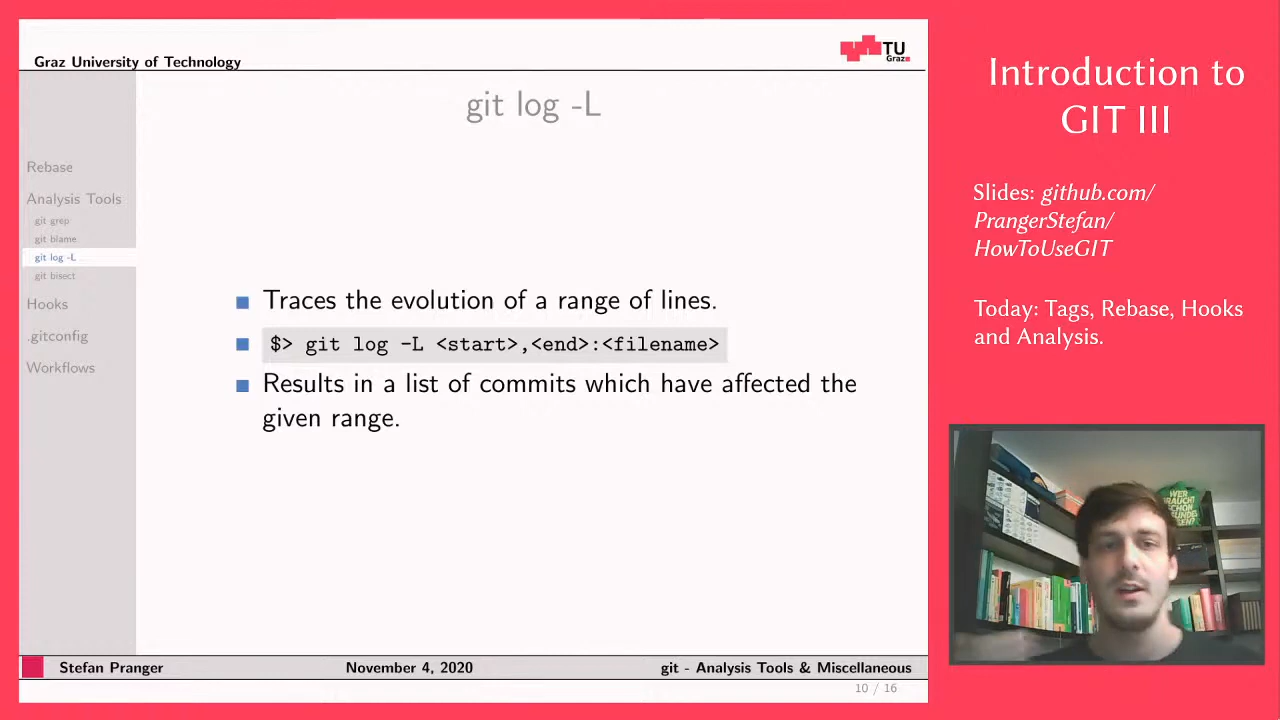 Graz University of Technology
TU
Graz
git log -L
Rebase
Analysis Tools
git grep
git blame
git log -L
git bisect
Hooks
.gitconfig
Workflows
Traces the evolution of a range of lines.
$> git log -L <start>,<end>:<filename>
Results in a list of commits which have affected the
given range.
Stefan Pranger
November 4, 2020
git - Analysis Tools & Miscellaneous
10 / 16
Introduction to
GIT III
Slides: github.com/
PrangerStefan/
HowToUseGIT
Today: Tags, Rebase, Hooks
and Analysis.
WER
BRAUCHT
SCHON